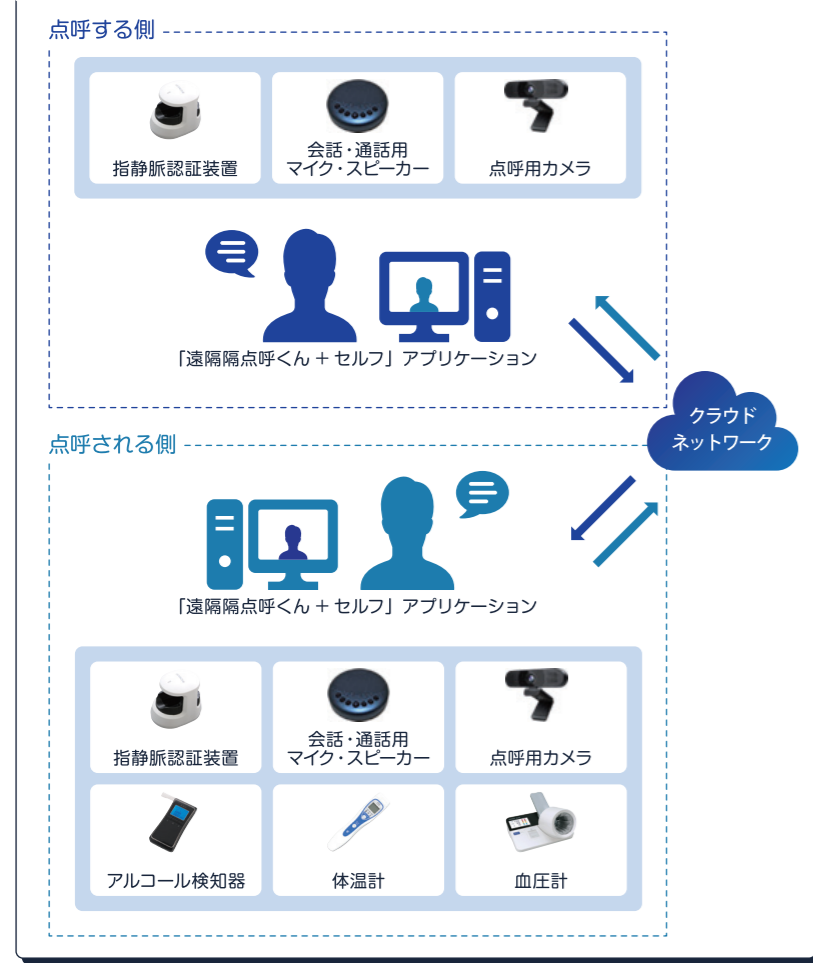 点呼する側
指静脈認証装置
会話・通話用
マイク・スピーカー
点呼用カメラ
「遠隔隔点呼くん + セルフ」アプリケーション
クラウド
ネットワーク
点呼される側
「遠隔隔点呼くん + セルフ」アプリケーション
指静脈認証装置
会話・通話用
マイク・スピーカー
点呼用カメラ
アルコール検知器
体温計
血圧計